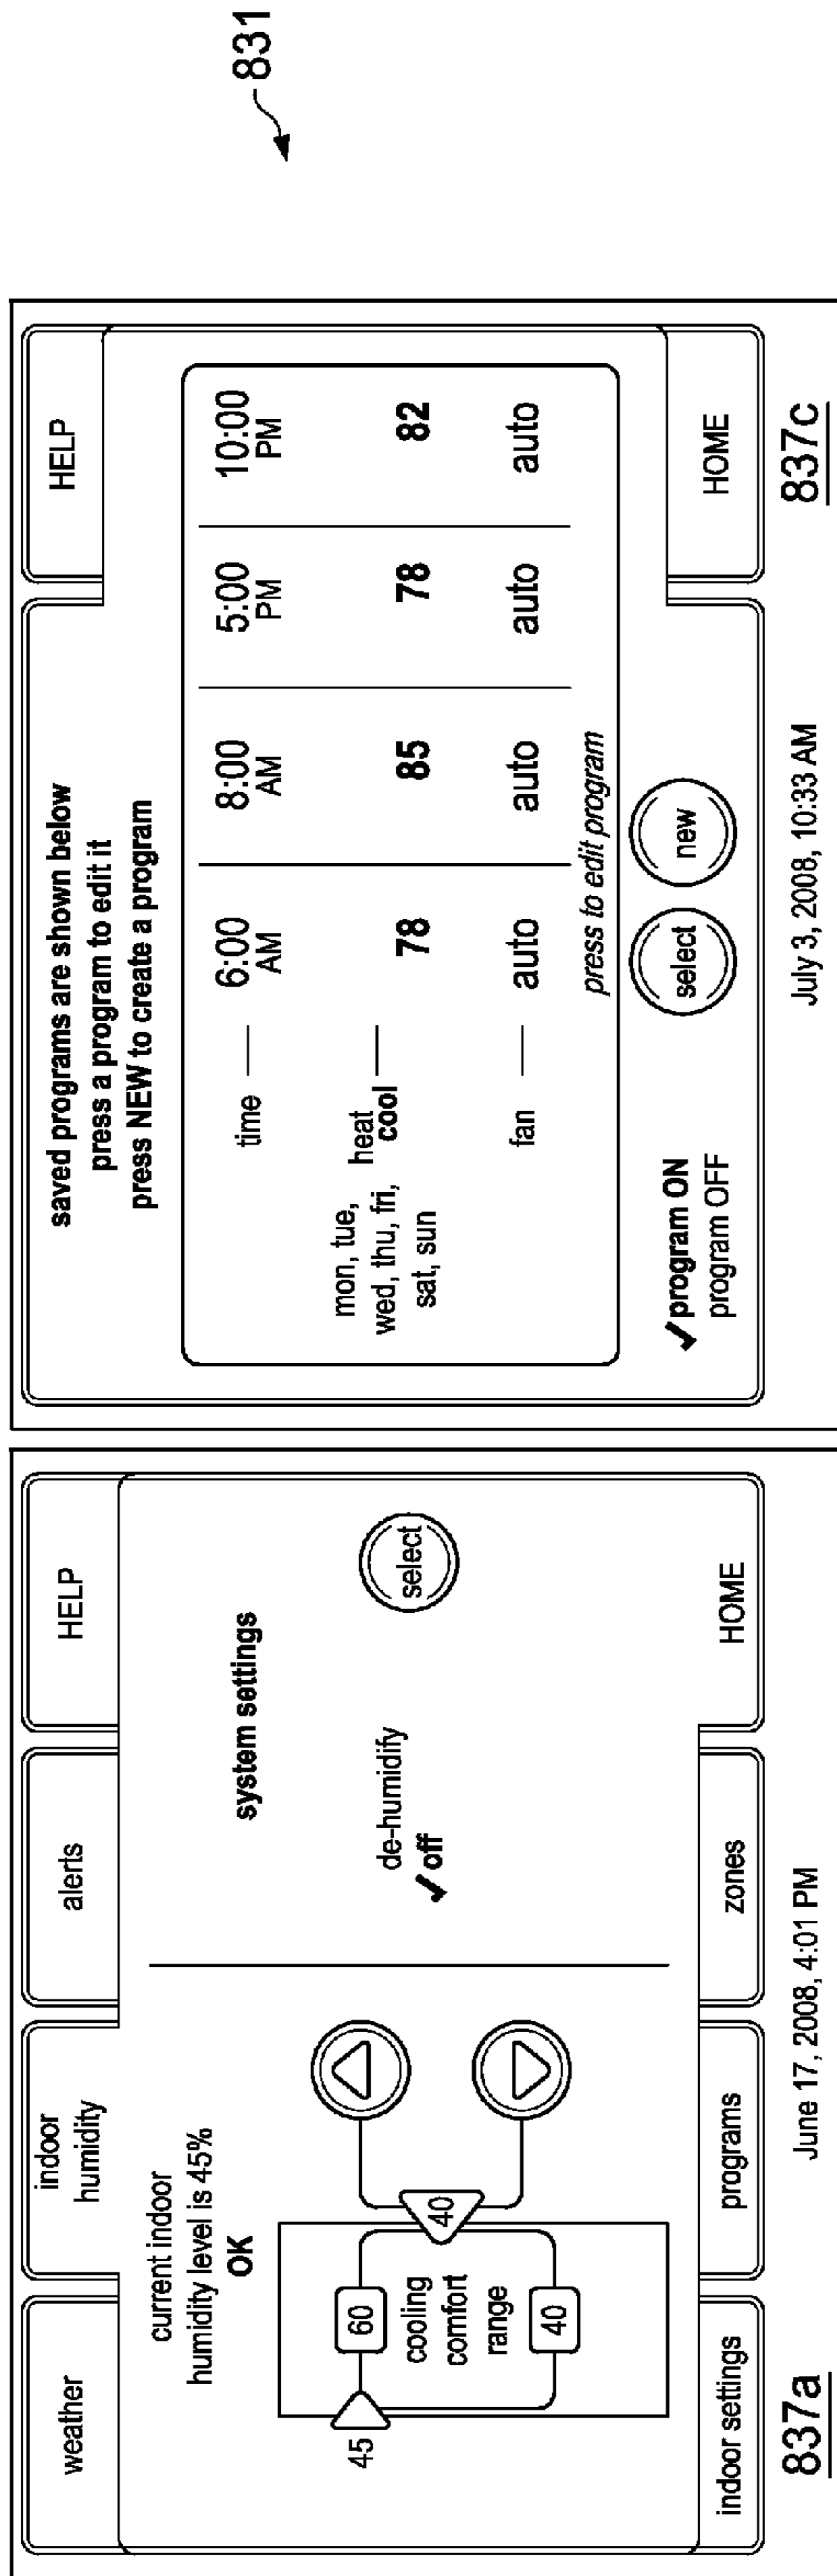 831
weather
indoor
humidity
alerts
HELP
current indoor
humidity level is 45%
OK
45
60
cooling
comfort
range
40
40
system settings
de-humidify
✓off
select
indoor settings
programs
zones
HOME
837a
June 17, 2008, 4:01 PM
HELP
saved programs are shown below
press a program to edit it
press NEW to create a program
mon, tue,
wed, thu, fri,
sat, sun
time
6:00
AM
8:00
AM
5:00
PM
10:00
PM
heat
cool
78
85
78
82
fan
auto
auto
auto
auto
press to edit program
✓program ON
program OFF
select
new
HOME
July 3, 2008, 10:33 AM
837c